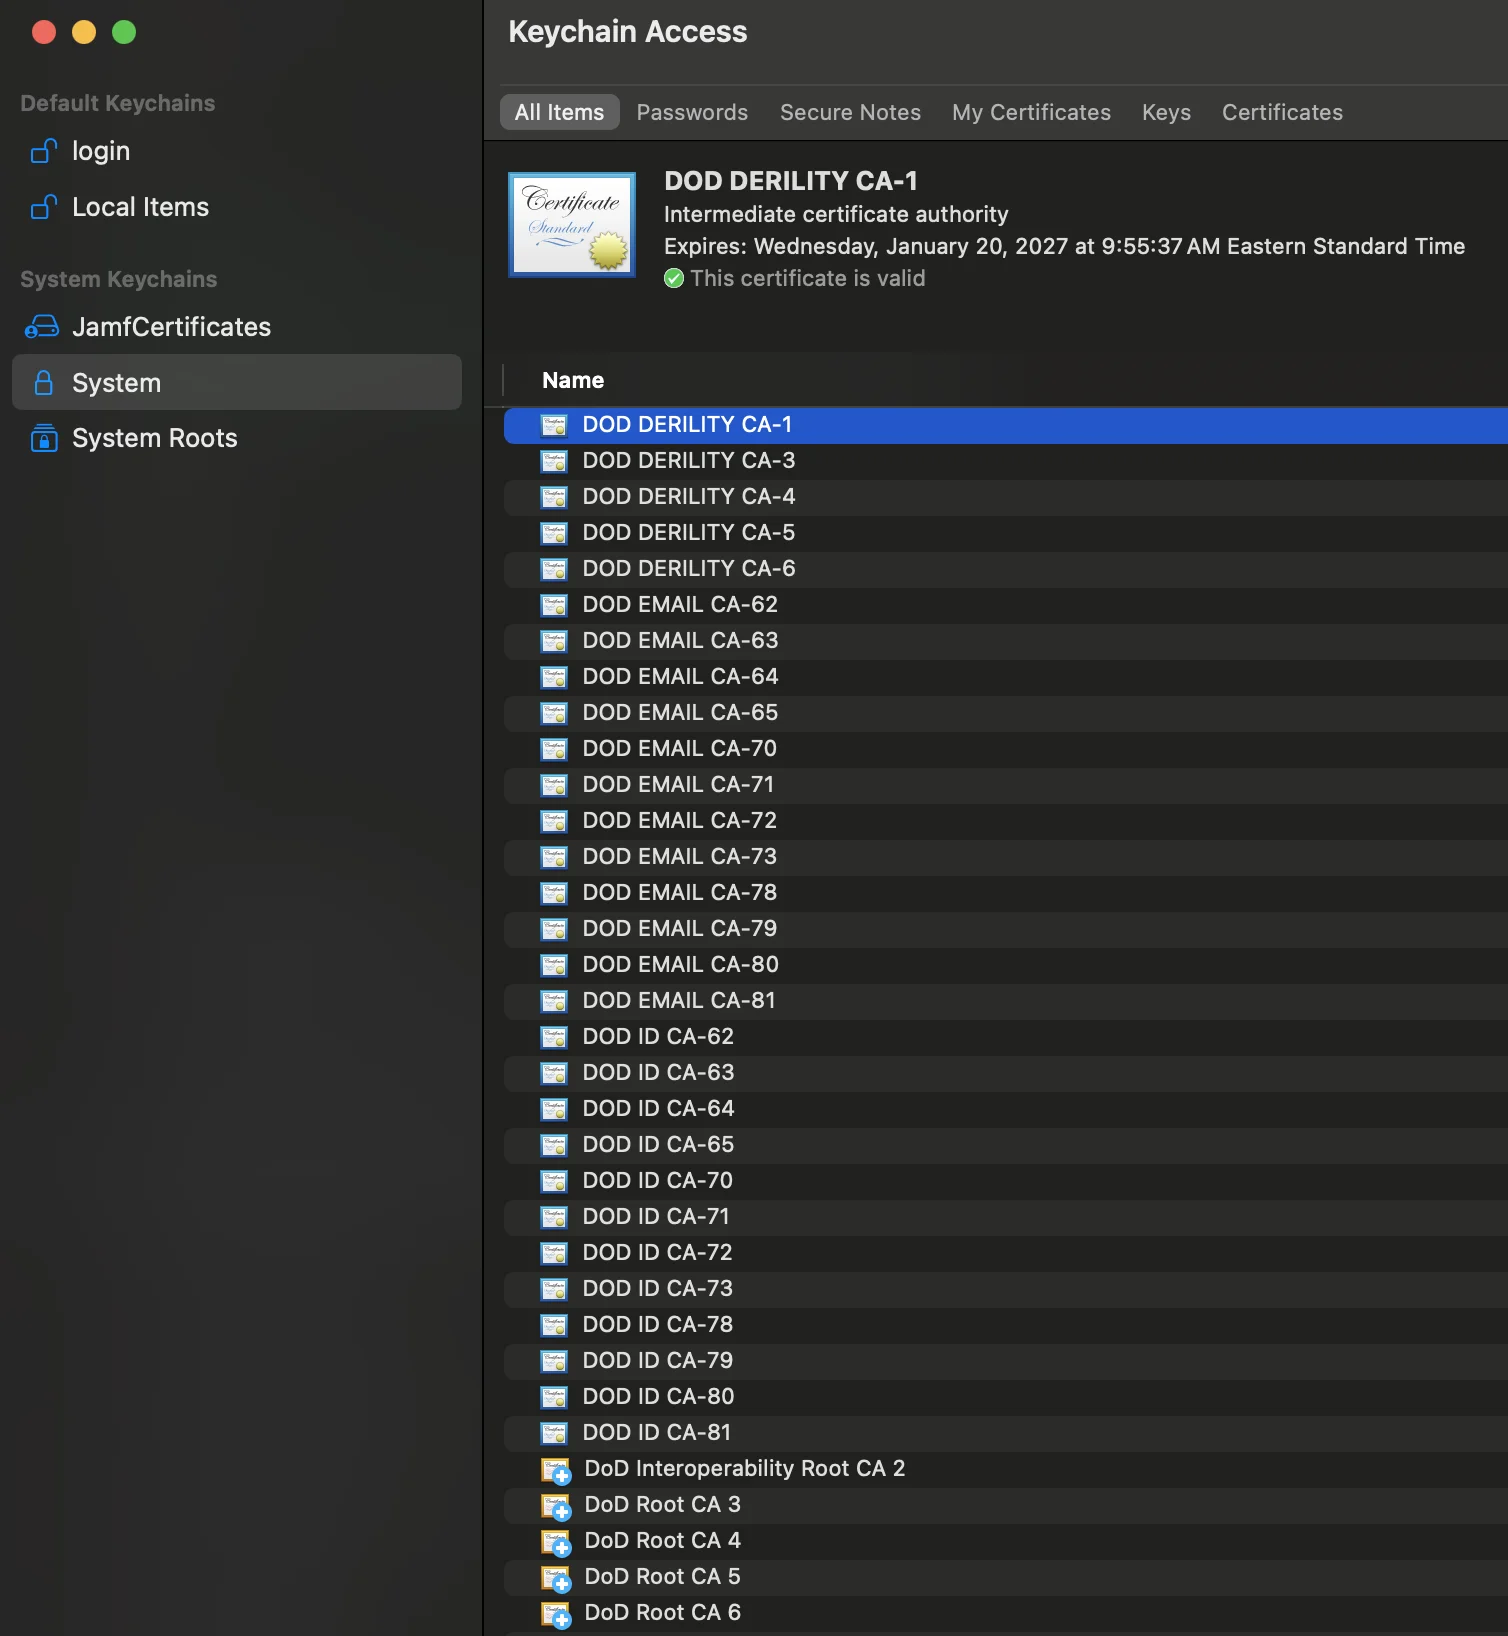 Keychain Access
Default Keychains
login
Local Items
System Keychains
JamfCertificates
System
System Roots
All Items Passwords Secure Notes My Certificates Keys Certificates
Certificate
Standard
DOD DERILITY CA-1
Intermediate certificate authority
Expires: Wednesday, January 20, 2027 at 9:55:37 AM Eastern Standard Time
This certificate is valid
Name
DOD DERILITY CA-1
DOD DERILITY CA-3
DOD DERILITY CA-4
DOD DERILITY CA-5
DOD DERILITY CA-6
DOD EMAIL CA-62
DOD EMAIL CA-63
DOD EMAIL CA-64
DOD EMAIL CA-65
DOD EMAIL CA-70
DOD EMAIL CA-71
DOD EMAIL CA-72
DOD EMAIL CA-73
DOD EMAIL CA-78
DOD EMAIL CA-79
DOD EMAIL CA-80
DOD EMAIL CA-81
DOD ID CA-62
DOD ID CA-63
DOD ID CA-64
DOD ID CA-65
DOD ID CA-70
DOD ID CA-71
DOD ID CA-72
DOD ID CA-73
DOD ID CA-78
DOD ID CA-79
DOD ID CA-80
DOD ID CA-81
DoD Interoperability Root CA 2
DoD Root CA 3
DoD Root CA 4
DoD Root CA 5
DoD Root CA 6